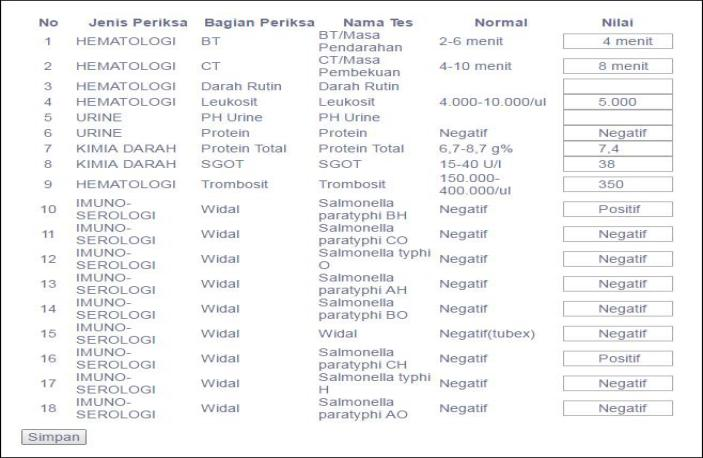 No Jenis Periksa Bagian Periksa Nama Tes Normal Nilai
1 HEMATOLOGI BT BT/Masa Pendarahan 2-6 menit 4 menit
2 HEMATOLOGI CT CT/Masa Pembekuan 4-10 menit 8 menit
3 HEMATOLOGI Darah Rutin Darah Rutin
4 HEMATOLOGI Leukosit Leukosit 4.000-10.000/ul 5.000
5 URINE PH Urine PH Urine
6 URINE Protein Protein Negatif Negatif
7 KIMIA DARAH Protein Total Protein Total 6,7-8,7 g% 7,4
8 KIMIA DARAH SGOT SGOT 15-40 U/l 38
9 HEMATOLOGI Trombosit Trombosit 150.000-400.000/ul 350
10 IMUNO-SEROLOGI Widal Salmonella paratyphi BH Negatif Positif
11 IMUNO-SEROLOGI Widal Salmonella paratyphi CO Negatif Negatif
12 IMUNO-SEROLOGI Widal Salmonella typhi O Negatif Negatif
13 IMUNO-SEROLOGI Widal Salmonella paratyphi AH Negatif Negatif
14 IMUNO-SEROLOGI Widal Salmonella paratyphi BO Negatif Negatif
15 IMUNO-SEROLOGI Widal Widal Negatif(tubex) Negatif
16 IMUNO-SEROLOGI Widal Salmonella paratyphi CH Negatif Positif
17 IMUNO-SEROLOGI Widal Salmonella typhi H Negatif Negatif
18 IMUNO-SEROLOGI Widal Salmonella paratyphi AO Negatif Negatif
Simpan